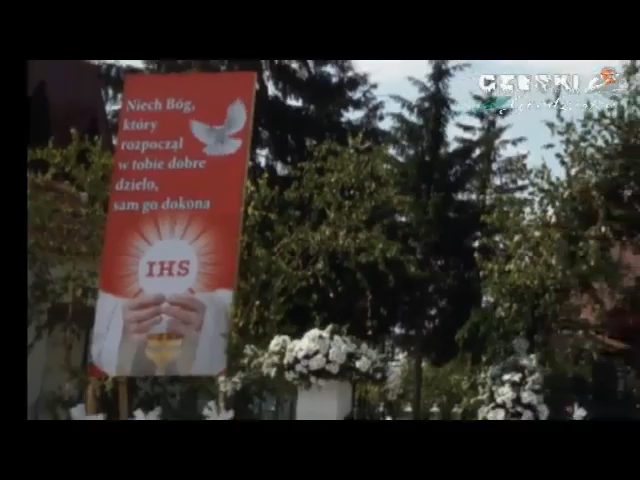 Niech Bóg,
który
rozpoczął
w tobie dobre
dzieło,
sam go dokona
IHS